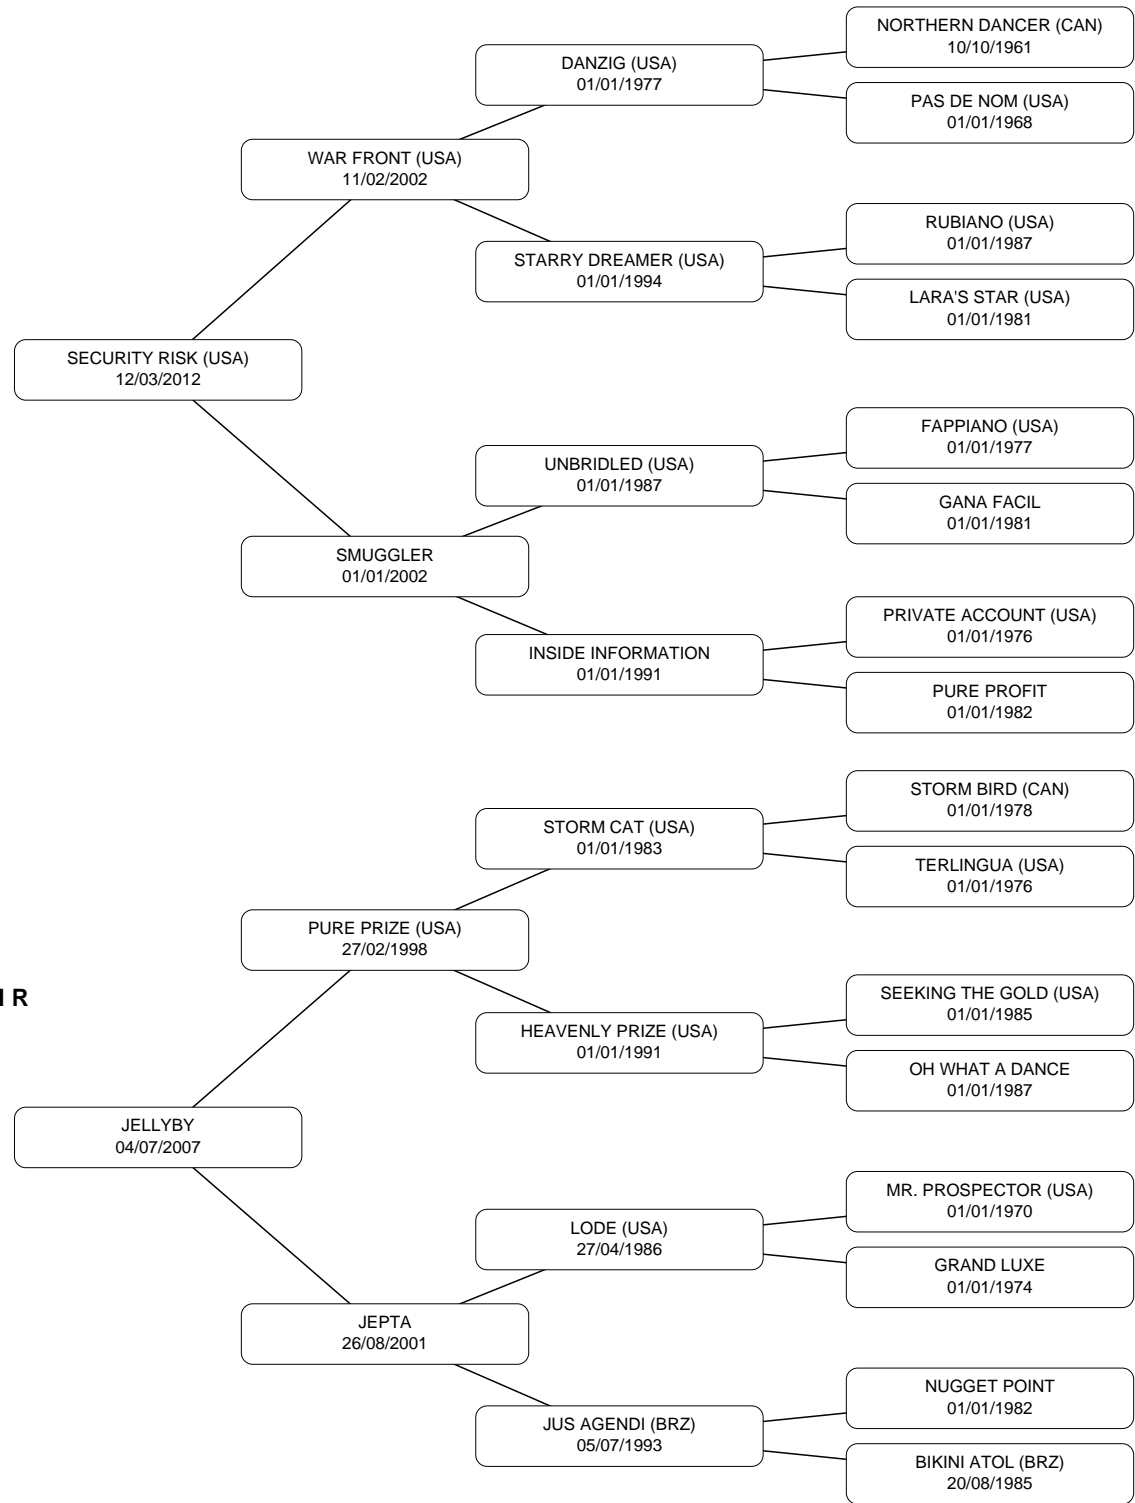 NORTHERN DANCER (CAN)
10/10/1961
DANZIG (USA)
01/01/1977
PAS DE NOM (USA)
01/01/1968
WAR FRONT (USA)
11/02/2002
RUBIANO (USA)
01/01/1987
STARRY DREAMER (USA)
01/01/1994
LARA'S STAR (USA)
01/01/1981
SECURITY RISK (USA)
12/03/2012
FAPPIANO (USA)
01/01/1977
UNBRIDLED (USA)
01/01/1987
GANA FACIL
01/01/1981
SMUGGLER
01/01/2002
PRIVATE ACCOUNT (USA)
01/01/1976
INSIDE INFORMATION
01/01/1991
PURE PROFIT
01/01/1982
STORM BIRD (CAN)
01/01/1978
STORM CAT (USA)
01/01/1983
TERLINGUA (USA)
01/01/1976
PURE PRIZE (USA)
27/02/1998
SEEKING THE GOLD (USA)
01/01/1985
HEAVENLY PRIZE (USA)
01/01/1991
OH WHAT A DANCE
01/01/1987
R
JELLYBY
04/07/2007
MR. PROSPECTOR (USA)
01/01/1970
LODE (USA)
27/04/1986
GRAND LUXE
01/01/1974
JEPTA
26/08/2001
NUGGET POINT
01/01/1982
JUS AGENDI (BRZ)
05/07/1993
BIKINI ATOL (BRZ)
20/08/1985